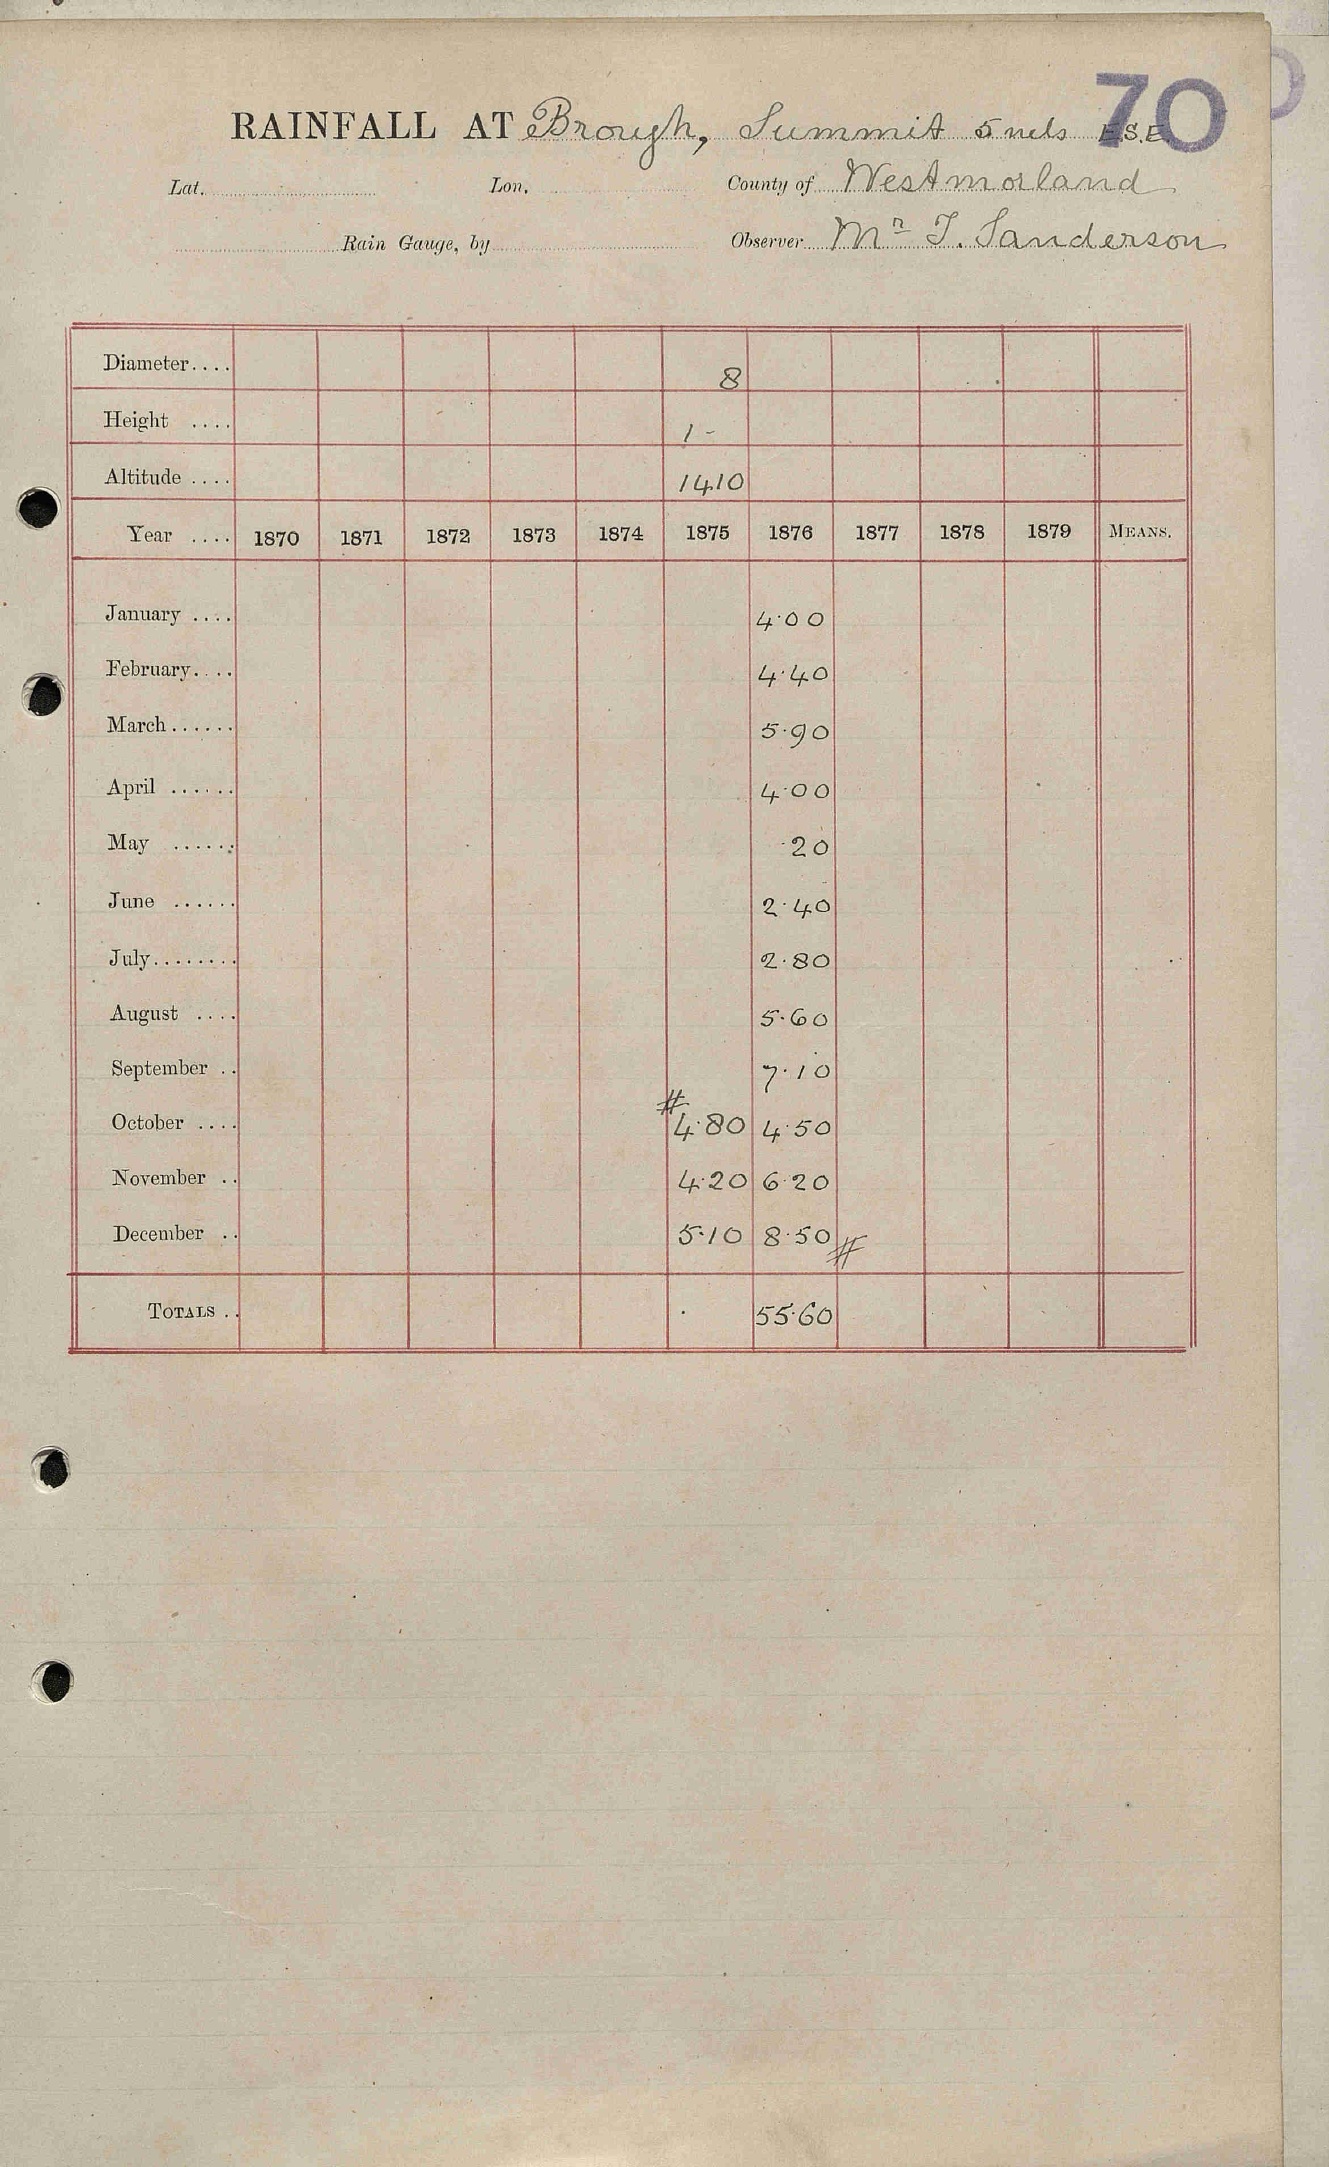 70
RAINFALL AT Brough, Summit 5 mls E.S.E.
Lat. Lon. County of Westmorland
Rain Gauge, by Observer Mr T. Sanderson
Diameter.... 8
Height .... 1 -
Altitude .... 1410
Year .... 1870 1871 1872 1873 1874 1875 1876 1877 1878 1879 MEANS.
January .... 4·00
February.... 4·40
March...... 5·90
April ...... 4·00
May ...... ·20
June ...... 2·40
July........ 2·80
August .... 5·60
September .. 7·10
October .... # 4·80 4·50
November .. 4·20 6·20
December .. 5·10 8·50 #
TOTALS .. 55·60